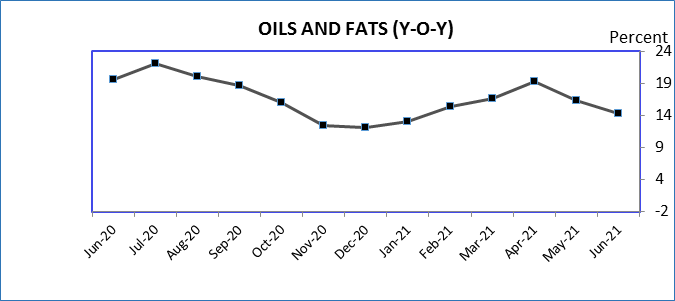 OILS AND FATS (Y-O-Y)
Percent
24
19
14
9
4
-2
Jun-20
Jul-20
Aug-20
Sep-20
Oct-20
Nov-20
Dec-20
Jan-21
Feb-21
Mar-21
Apr-21
May-21
Jun-21